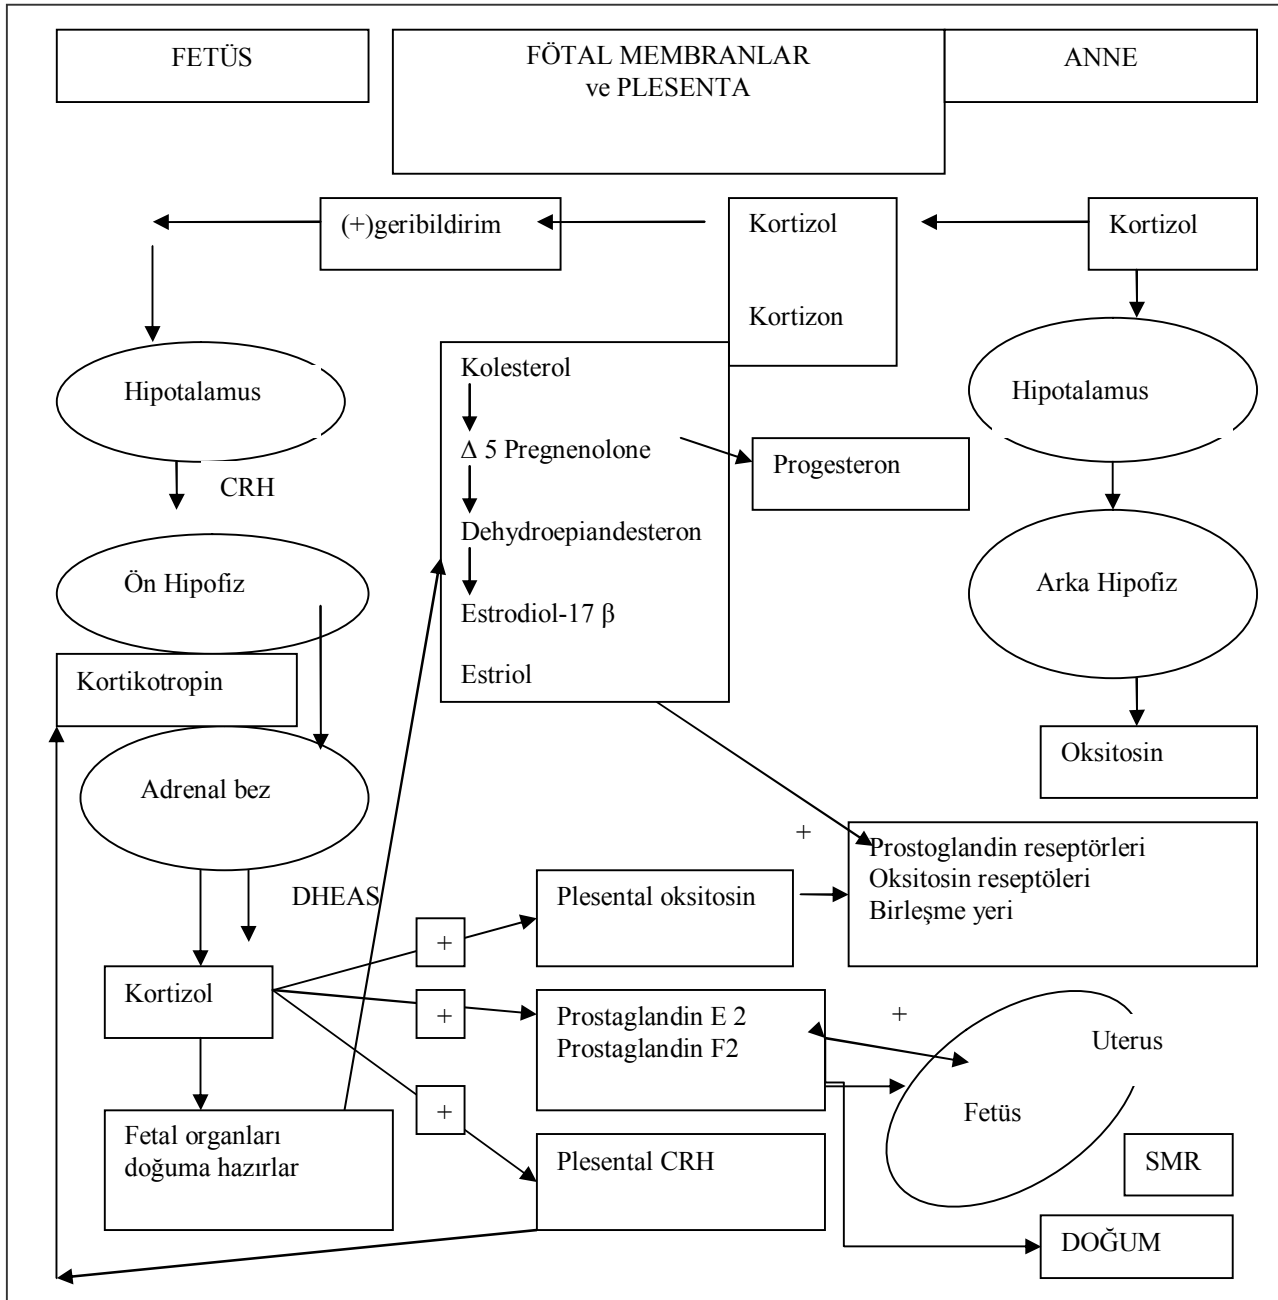 FETÜS
FÖTAL MEMBRANLAR
ve PLESENTA
ANNE
(+)geribildirim
Kortizol
Kortizol
Kortizon
Hipotalamus
Kolesterol
Hipotalamus
Δ 5 Pregnenolone
Progesteron
CRH
Dehydroepiandesteron
Ön Hipofiz
Arka Hipofiz
Estrodiol-17 β
Estriol
Kortikotropin
Oksitosin
Adrenal bez
+
Prostoglandin reseptörleri
Oksitosin reseptöleri
Birleşme yeri
DHEAS
Plesental oksitosin
+
Kortizol
+
Prostaglandin E 2
Prostaglandin F2
+
Uterus
Fetüs
+
Fetal organları
doğuma hazırlar
Plesental CRH
SMR
DOĞUM